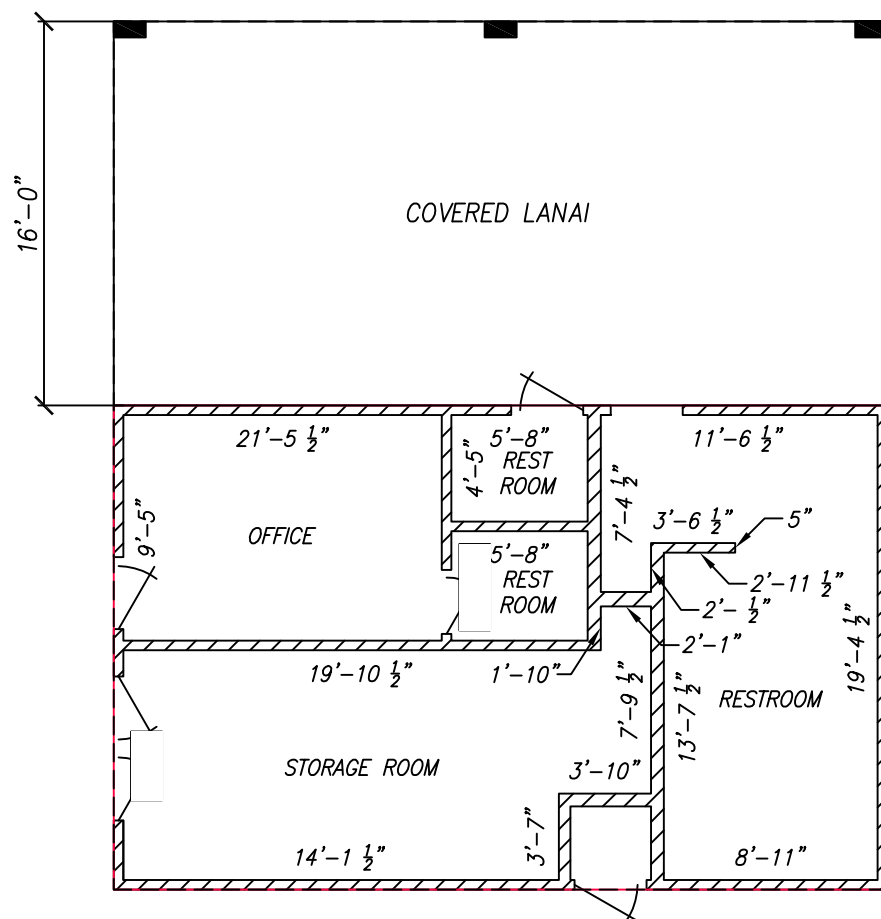 16'-0"
COVERED LANAI
21'-5 1/2"
5'-8"
11'-6 1/2"
4'-5"
REST
ROOM
7'-4 1/2"
9'-5"
OFFICE
3'-6 1/2"
5"
5'-8"
REST
ROOM
2'-11 1/2"
2'- 1/2"
2'-1"
19'-10 1/2"
1'-10"
7'-9 1/2"
13'-7 1/2"
RESTROOM
19'-4 1/2"
STORAGE ROOM
3'-10"
3'-7"
14'-1 1/2"
8'-11"